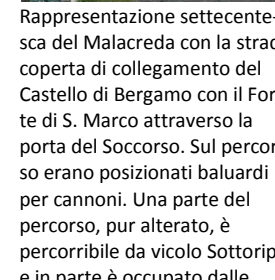 Rappresentazione settecente-
sca del Malacreda con la strad
coperta di collegamento del
Castello di Bergamo con il For
te di S. Marco attraverso la
porta del Soccorso. Sul percor
so erano posizionati baluardi
per cannoni. Una parte del
percorso, pur alterato, è
percorribile da vicolo Sottorip
e in parte è occupato dalle